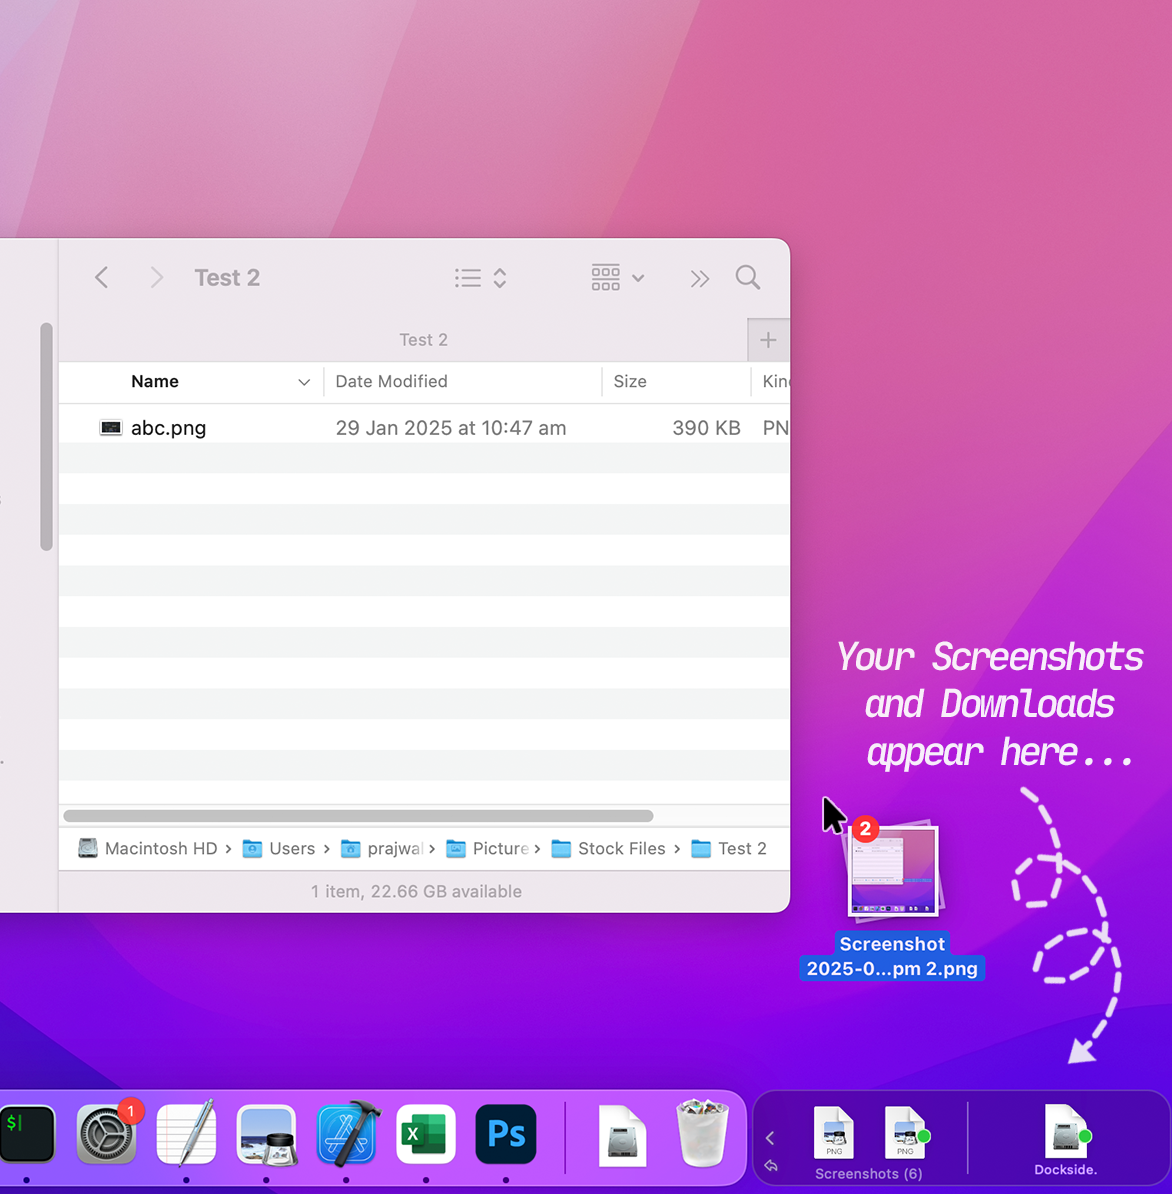 Test 2
Test 2
Name
Date Modified
Size
Kin
abc.png
29 Jan 2025 at 10:47 am
390 KB
PN
Your Screenshots
and Downloads
appear here...
2
Macintosh HD
Users
prajwal
Picture
Stock Files
Test 2
1 item, 22.66 GB available
Screenshot
2025-0...pm 2.png
$
1
X
Ps
PNG
PNG
Screenshots (6)
Dockside.